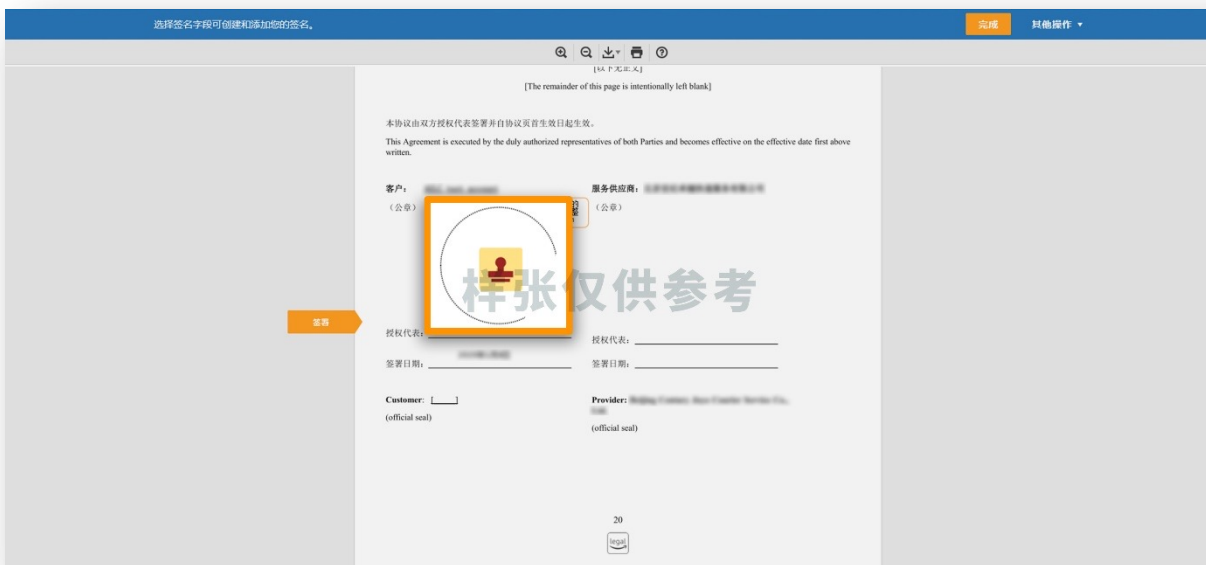 选择签名字段可创建和添加您的签名。
完成
其他操作
[以下无正文]
[The remainder of this page is intentionally left blank]
本协议由双方授权代表签署并自协议页首生效日起生效。
This Agreement is executed by the duly authorized representatives of both Parties and becomes effective on the effective date first above
written.
客户：
服务供应商：
（公章）
（公章）
样张仅供参考
签署
授权代表：
授权代表：
签署日期：
签署日期：
Customer: [ ]
Provider:
(official seal)
(official seal)
20
legal